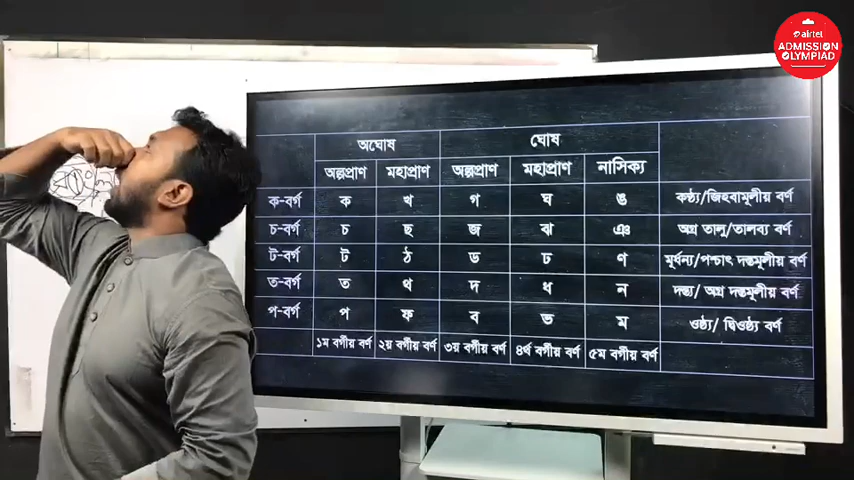 airtel
ADMISSION
OLYMPIAD
অঘোষ ঘোষ
অল্পপ্রাণ মহাপ্রাণ অল্পপ্রাণ মহাপ্রাণ নাসিক্য
ক-বর্গ ক খ গ ঘ ঙ কন্ঠ্য/জিহবামূলীয় বর্ণ
চ-বর্গ চ ছ জ ঝ ঞ অগ্র তালু/তালব্য বর্ণ
ট-বর্গ ট ঠ ড ঢ ণ মূর্ধন্য/পশ্চাৎ দন্তমূলীয় বর্ণ
ত-বর্গ ত থ দ ধ ন দন্ত্য/ অগ্র দন্তমূলীয় বর্ণ
প-বর্গ প ফ ব ভ ম ওষ্ঠ্য/ দ্বিওষ্ঠ্য বর্ণ
১ম বর্গীয় বর্ণ ২য় বর্গীয় বর্ণ ৩য় বর্গীয় বর্ণ ৪র্থ বর্গীয় বর্ণ ৫ম বর্গীয় বর্ণ